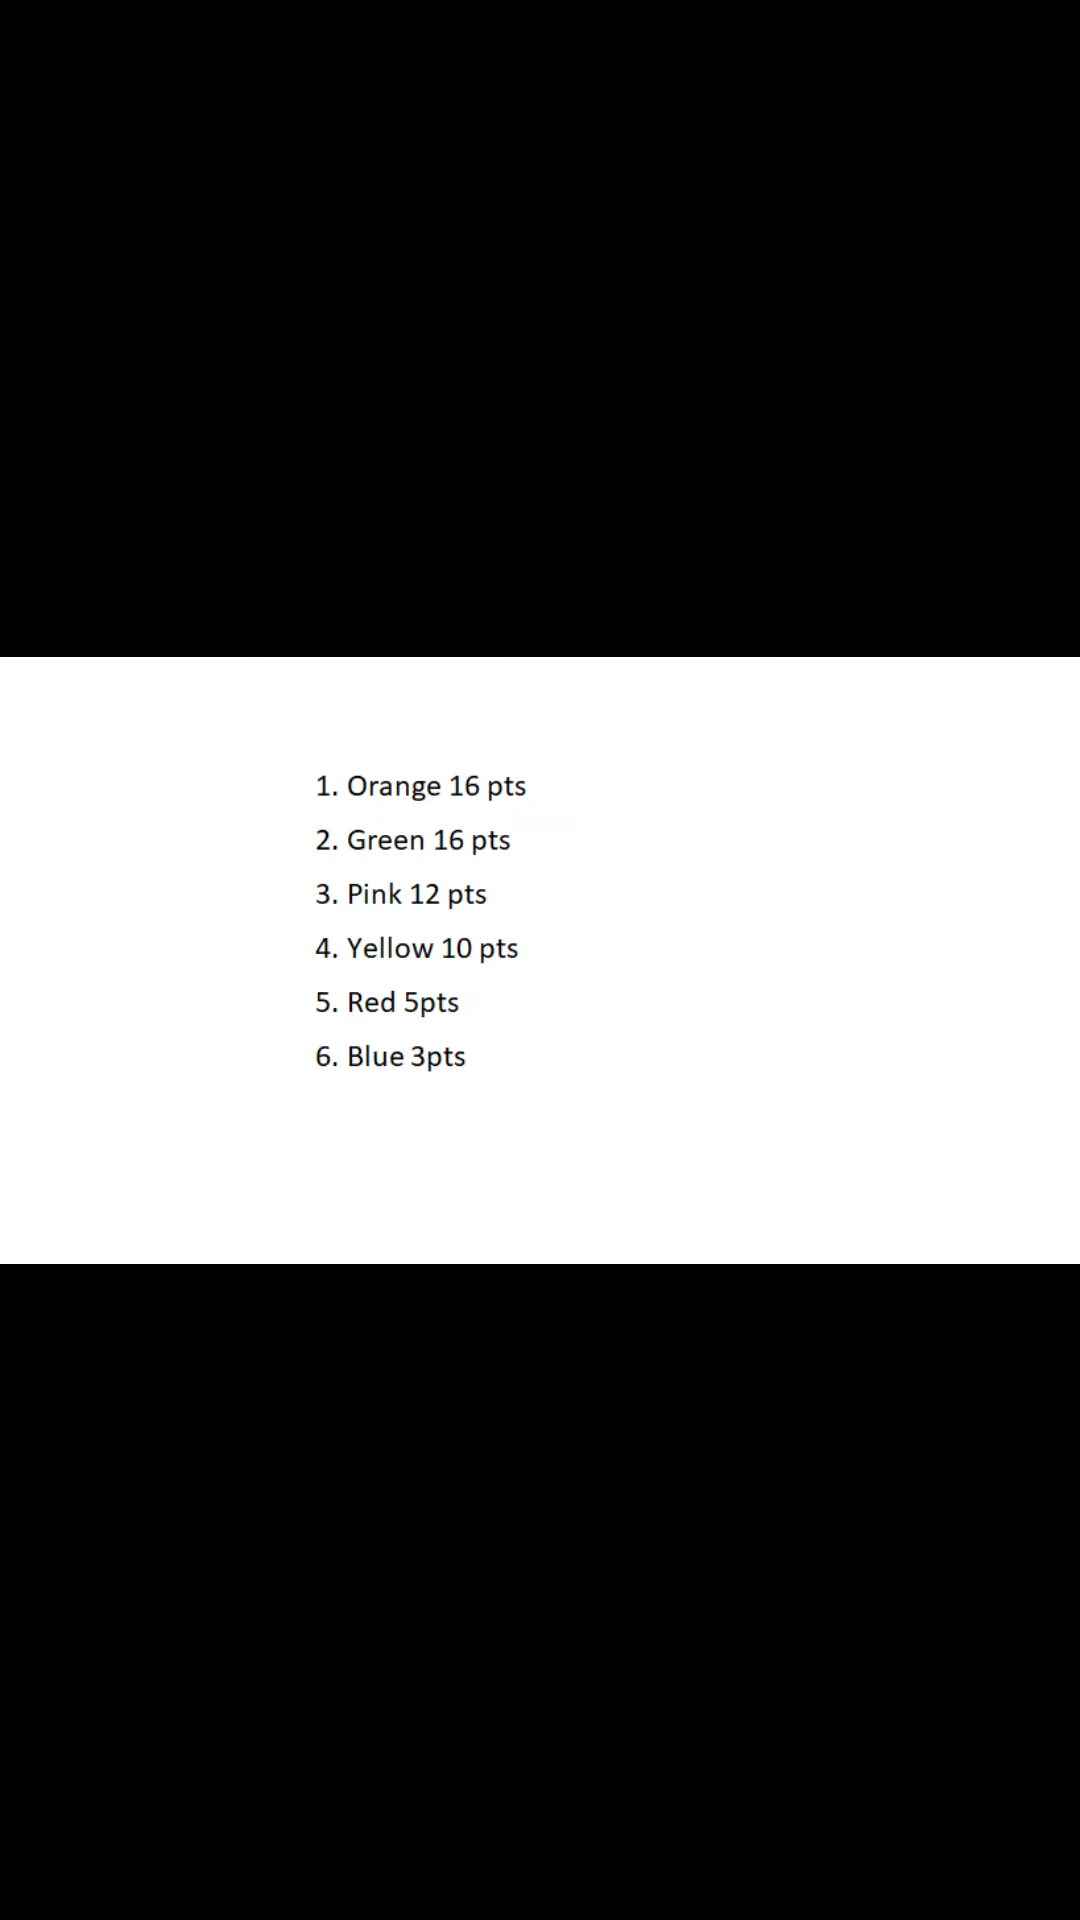 1. Orange 16 pts
2. Green 16 pts
3. Pink 12 pts
4. Yellow 10 pts
5. Red 5pts
6. Blue 3pts